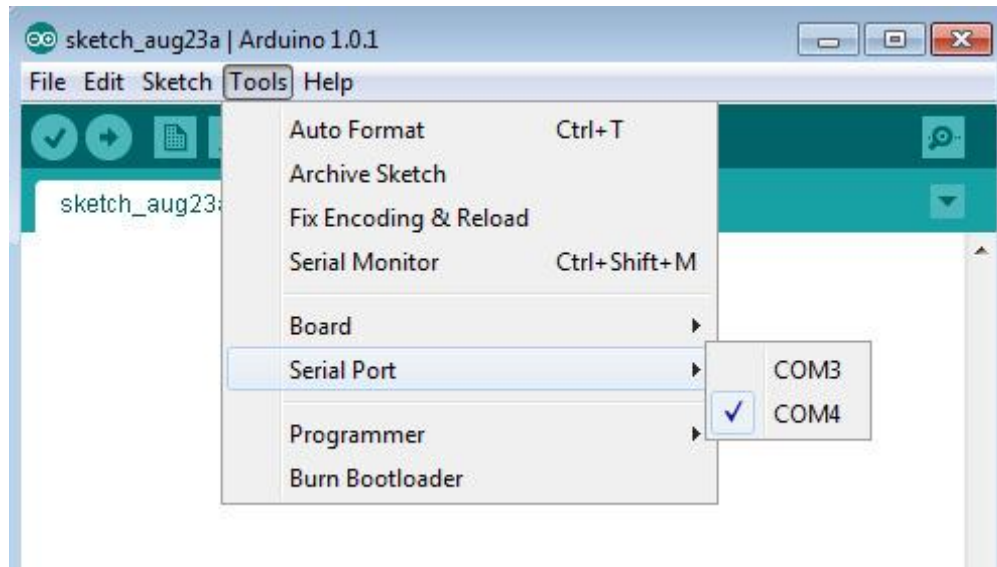 sketch_aug23a | Arduino 1.0.1
File Edit Sketch Tools Help
Auto Format Ctrl+T
Archive Sketch
sketch_aug23a
Fix Encoding & Reload
Serial Monitor Ctrl+Shift+M
Board
Serial Port
COM3
COM4
Programmer
Burn Bootloader